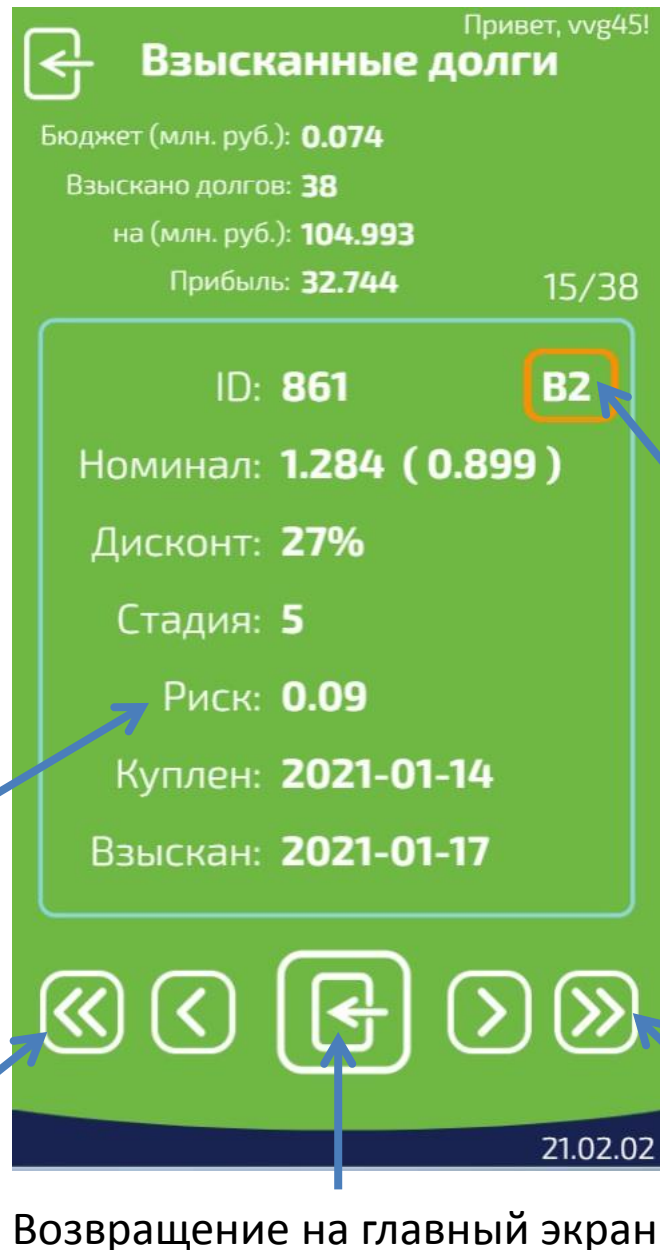 Привет, vvg45!
Взысканные долги
Бюджет (млн. руб.): 0.074
Взыскано долгов: 38
на (млн. руб.): 104.993
Прибыль: 32.744
15/38
ID: 861 B2
Номинал: 1.284 ( 0.899 )
Дисконт: 27%
Стадия: 5
Риск: 0.09
Куплен: 2021-01-14
Взыскан: 2021-01-17
21.02.02
Возвращение на главный экран